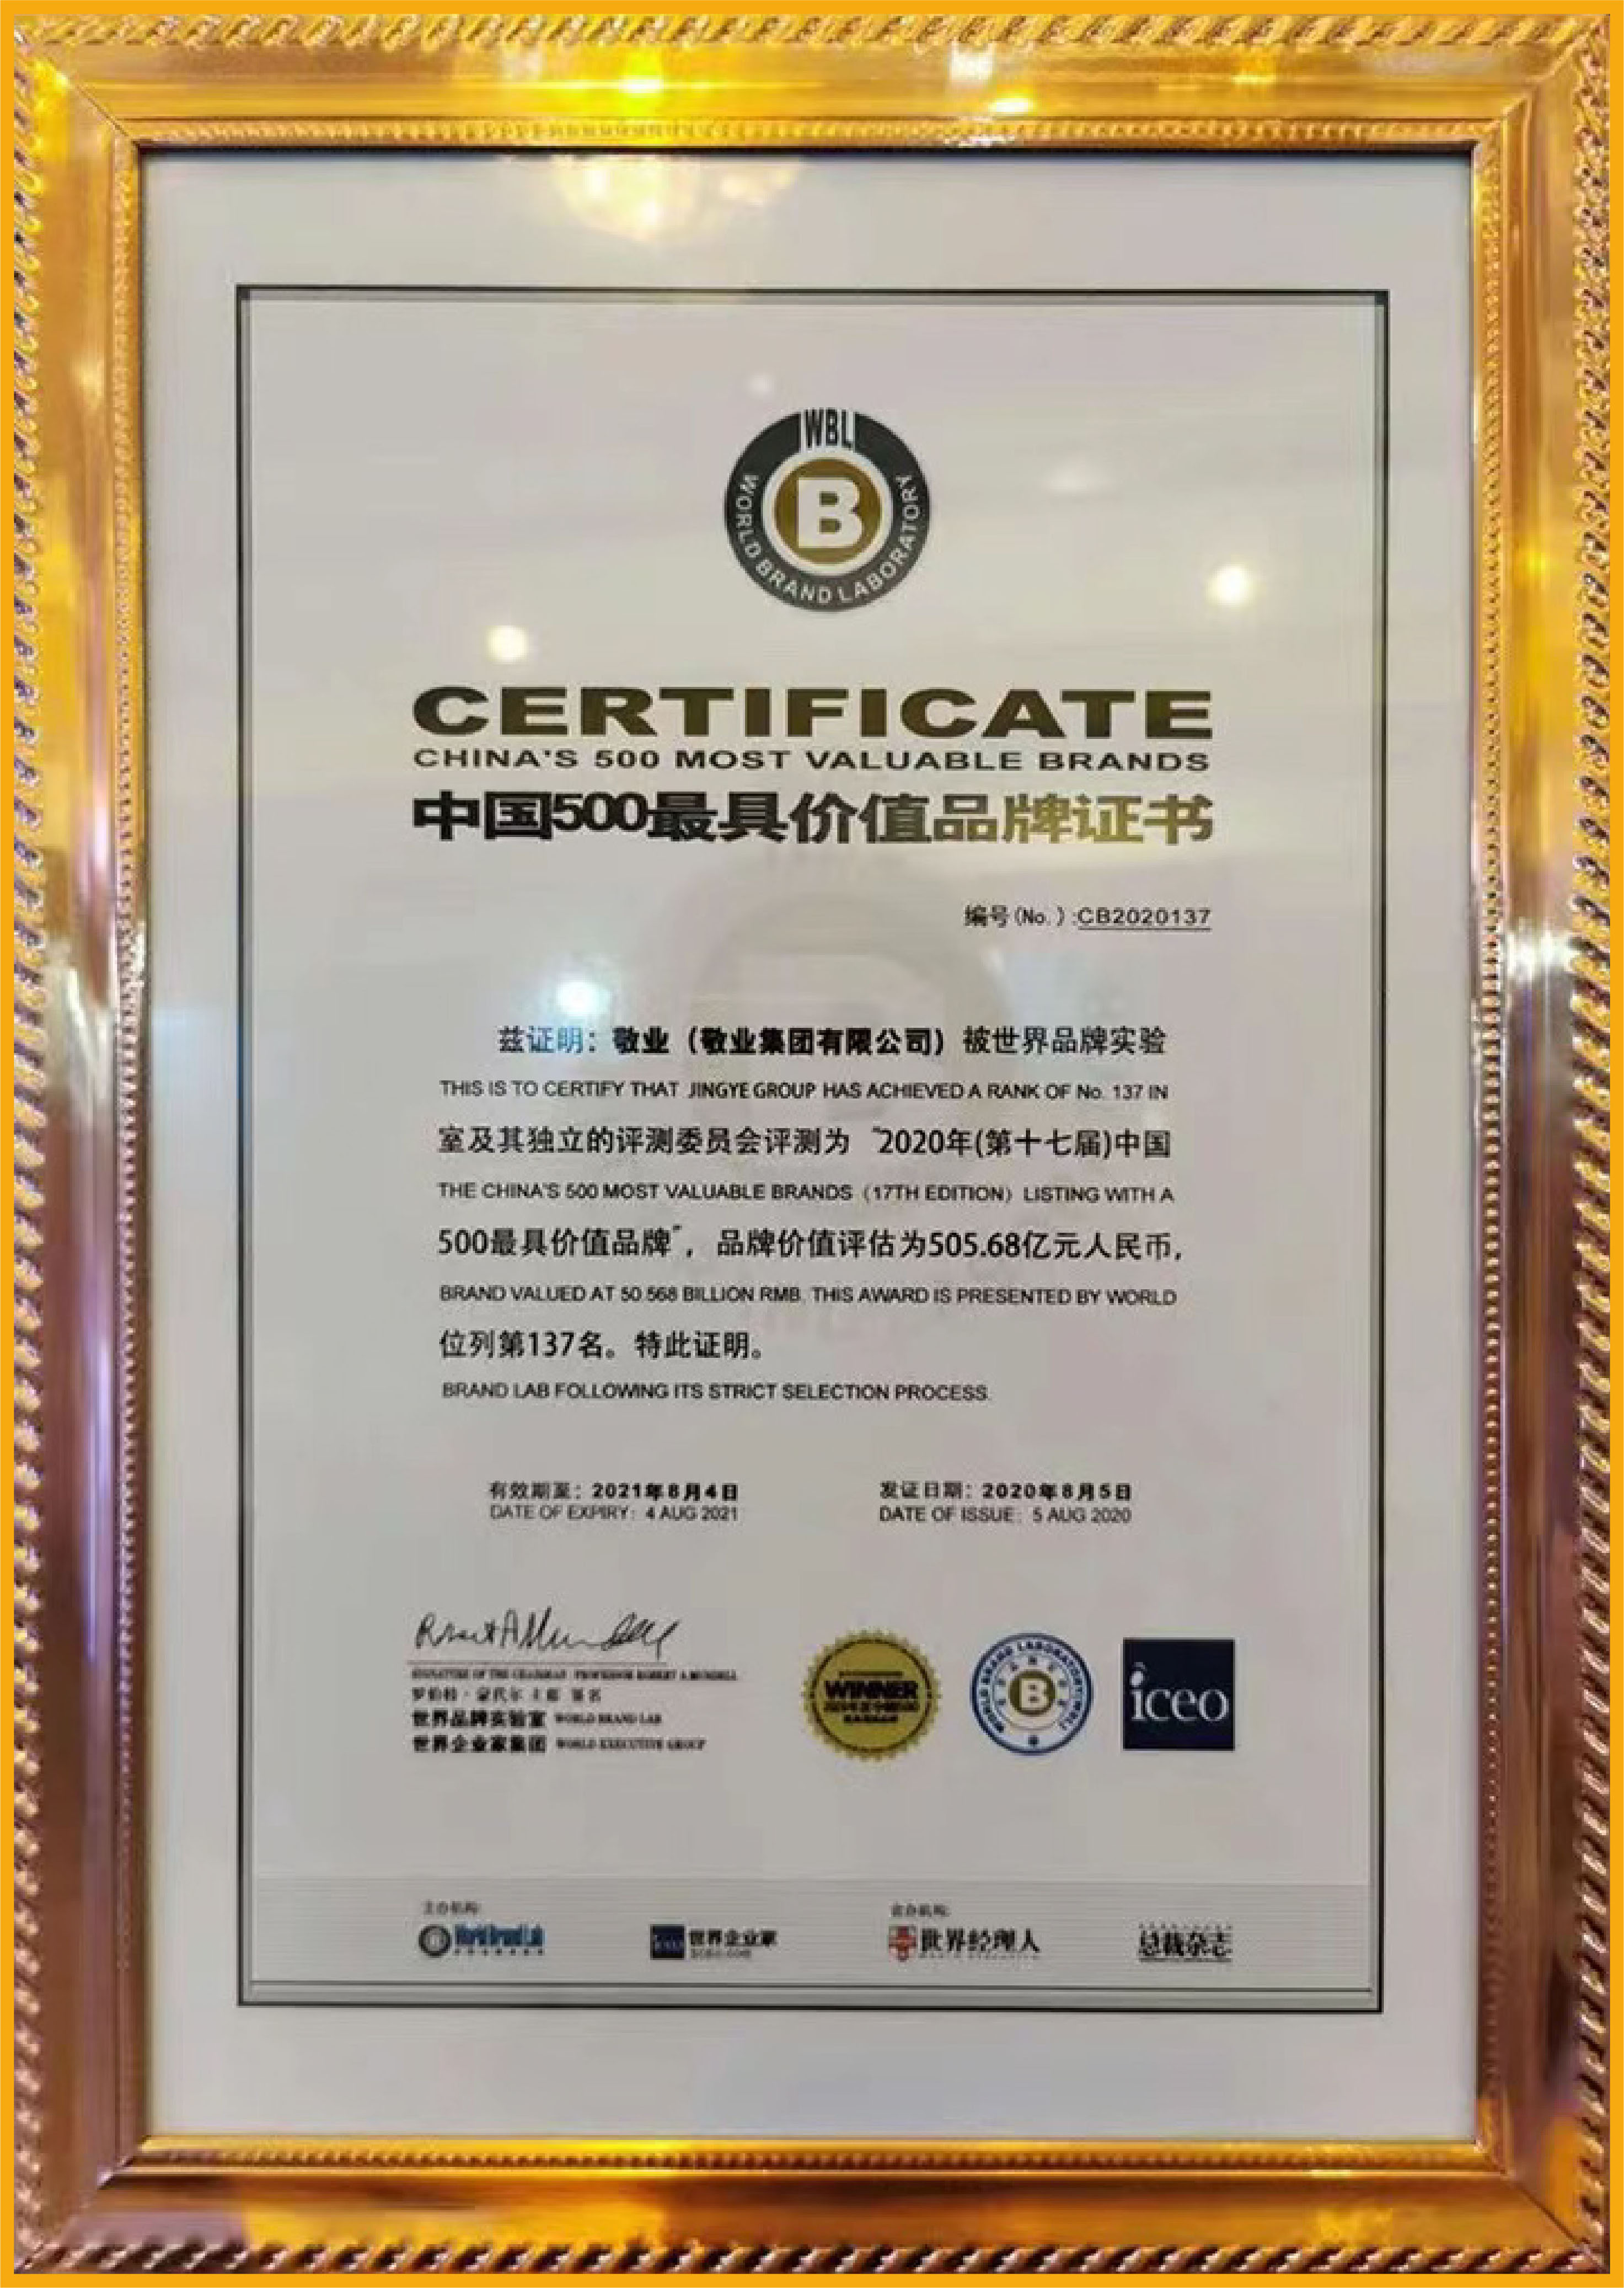 WBL
WORLD BRAND LABORATORY
B
CERTIFICATE
CHINA'S 500 MOST VALUABLE BRANDS
中国500最具价值品牌证书
编号(No.):CB2020137
兹证明：敬业（敬业集团有限公司）被世界品牌实验
THIS IS TO CERTIFY THAT JINGYE GROUP HAS ACHIEVED A RANK OF No. 137 IN
室及其独立的评测委员会评测为 “2020年(第十七届)中国
THE CHINA'S 500 MOST VALUABLE BRANDS (17TH EDITION) LISTING WITH A
500最具价值品牌”，品牌价值评估为505.68亿元人民币,
BRAND VALUED AT 50.568 BILLION RMB. THIS AWARD IS PRESENTED BY WORLD
位列第137名。特此证明。
BRAND LAB FOLLOWING ITS STRICT SELECTION PROCESS.
有效期至：2021年8月4日 发证日期：2020年8月5日
DATE OF EXPIRY: 4 AUG 2021 DATE OF ISSUE: 5 AUG 2020
Robert A Mundell
SIGNATURE OF THE CHAIRMAN: PROFESSOR ROBERT A MUNDELL
罗伯特·蒙代尔 主席 签名
世界品牌实验室 WORLD BRAND LAB
世界企业家集团 WORLD EXECUTIVE GROUP
WINNER
WORLD BRAND LABORATORY(WBL)
B
iceo
主办机构:
World Brand Lab
世界企业家
世界经理人
总裁杂志